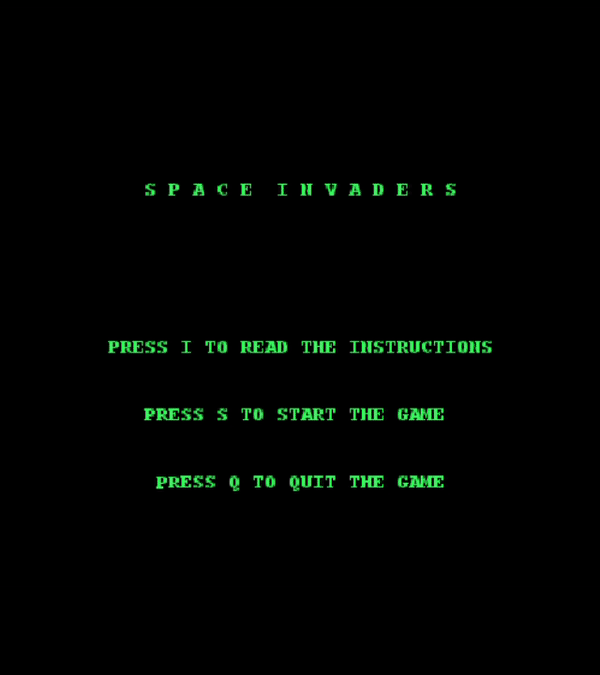 S P A C E  I N V A D E R S
PRESS I TO READ THE INSTRUCTIONS
PRESS S TO START THE GAME
PRESS Q TO QUIT THE GAME